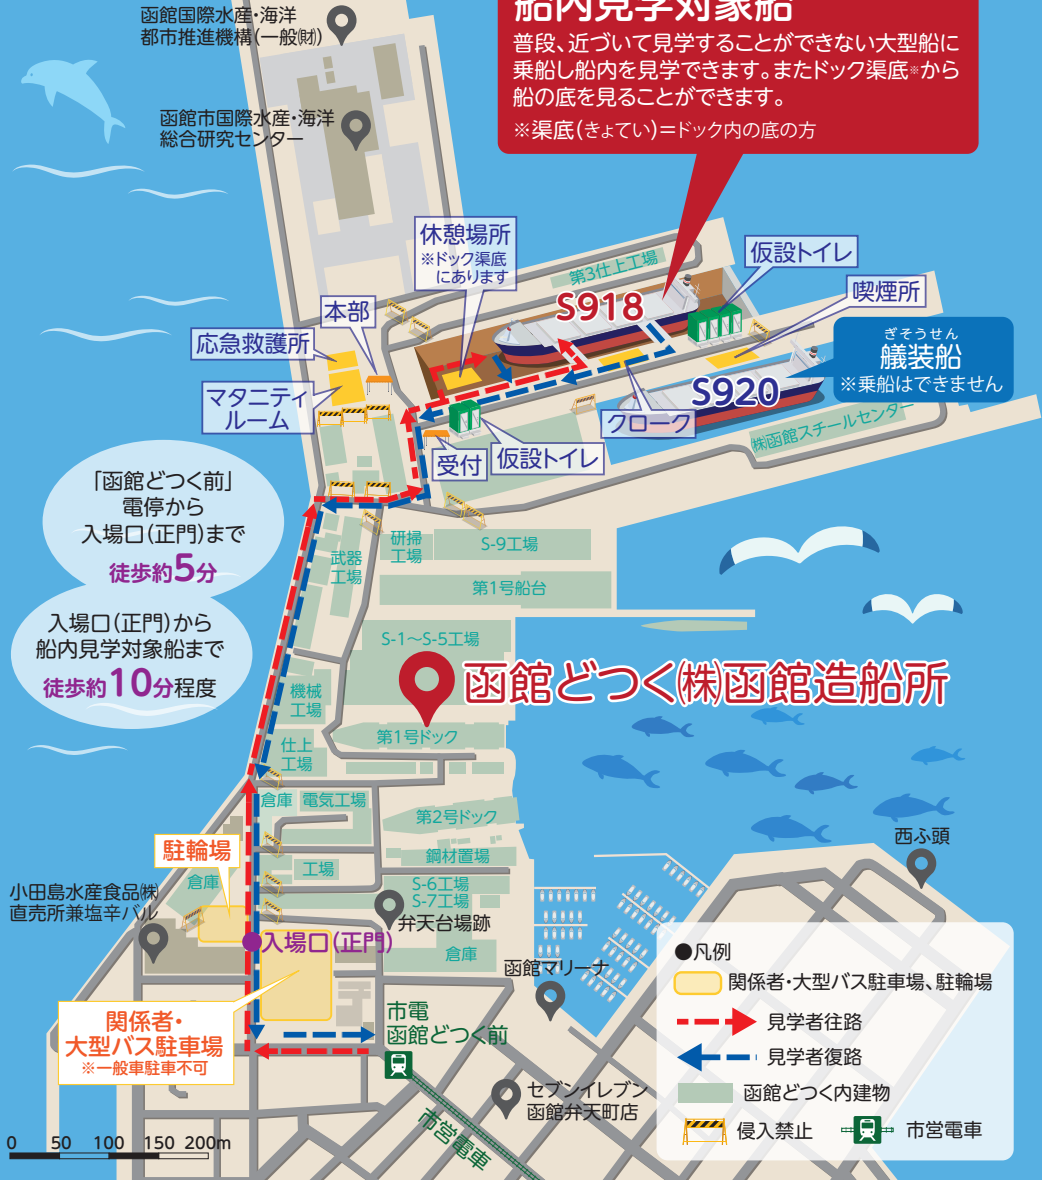 船内見学対象船
普段、近づいて見学することができない大型船に
乗船し船内を見学できます。またドック渠底※から
船の底を見ることができます。
※渠底(きょてい)＝ドック内の底の方
函館国際水産・海洋
都市推進機構(一般㈶)
函館市国際水産・海洋
総合研究センター
休憩場所
※ドック渠底
にあります
第3仕上工場
仮設トイレ
喫煙所
S918
本部
応急救護所
マタニティ
ルーム
ぎそうせん
艤装船
※乗船はできません
S920
クローク
受付
仮設トイレ
㈱函館スチールセンター
「函館どつく前」
電停から
入場口(正門)まで
徒歩約5分
入場口(正門)から
船内見学対象船まで
徒歩約10分程度
武器
工場
研掃
工場
S-9工場
第1号船台
S-1～S-5工場
函館どつく㈱函館造船所
機械
工場
第1号ドック
仕上
工場
倉庫
電気工場
第2号ドック
鋼材置場
工場
S-6工場
S-7工場
駐輪場
倉庫
小田島水産食品㈱
直売所兼塩辛バル
弁天台場跡
入場口(正門)
倉庫
函館マリーナ
西ふ頭
関係者・
大型バス駐車場
※一般車駐車不可
市電
函館どつく前
セブンイレブン
函館弁天町店
市営電車
●凡例
関係者・大型バス駐車場、駐輪場
見学者往路
見学者復路
函館どつく内建物
侵入禁止
市営電車
0 50 100 150 200m